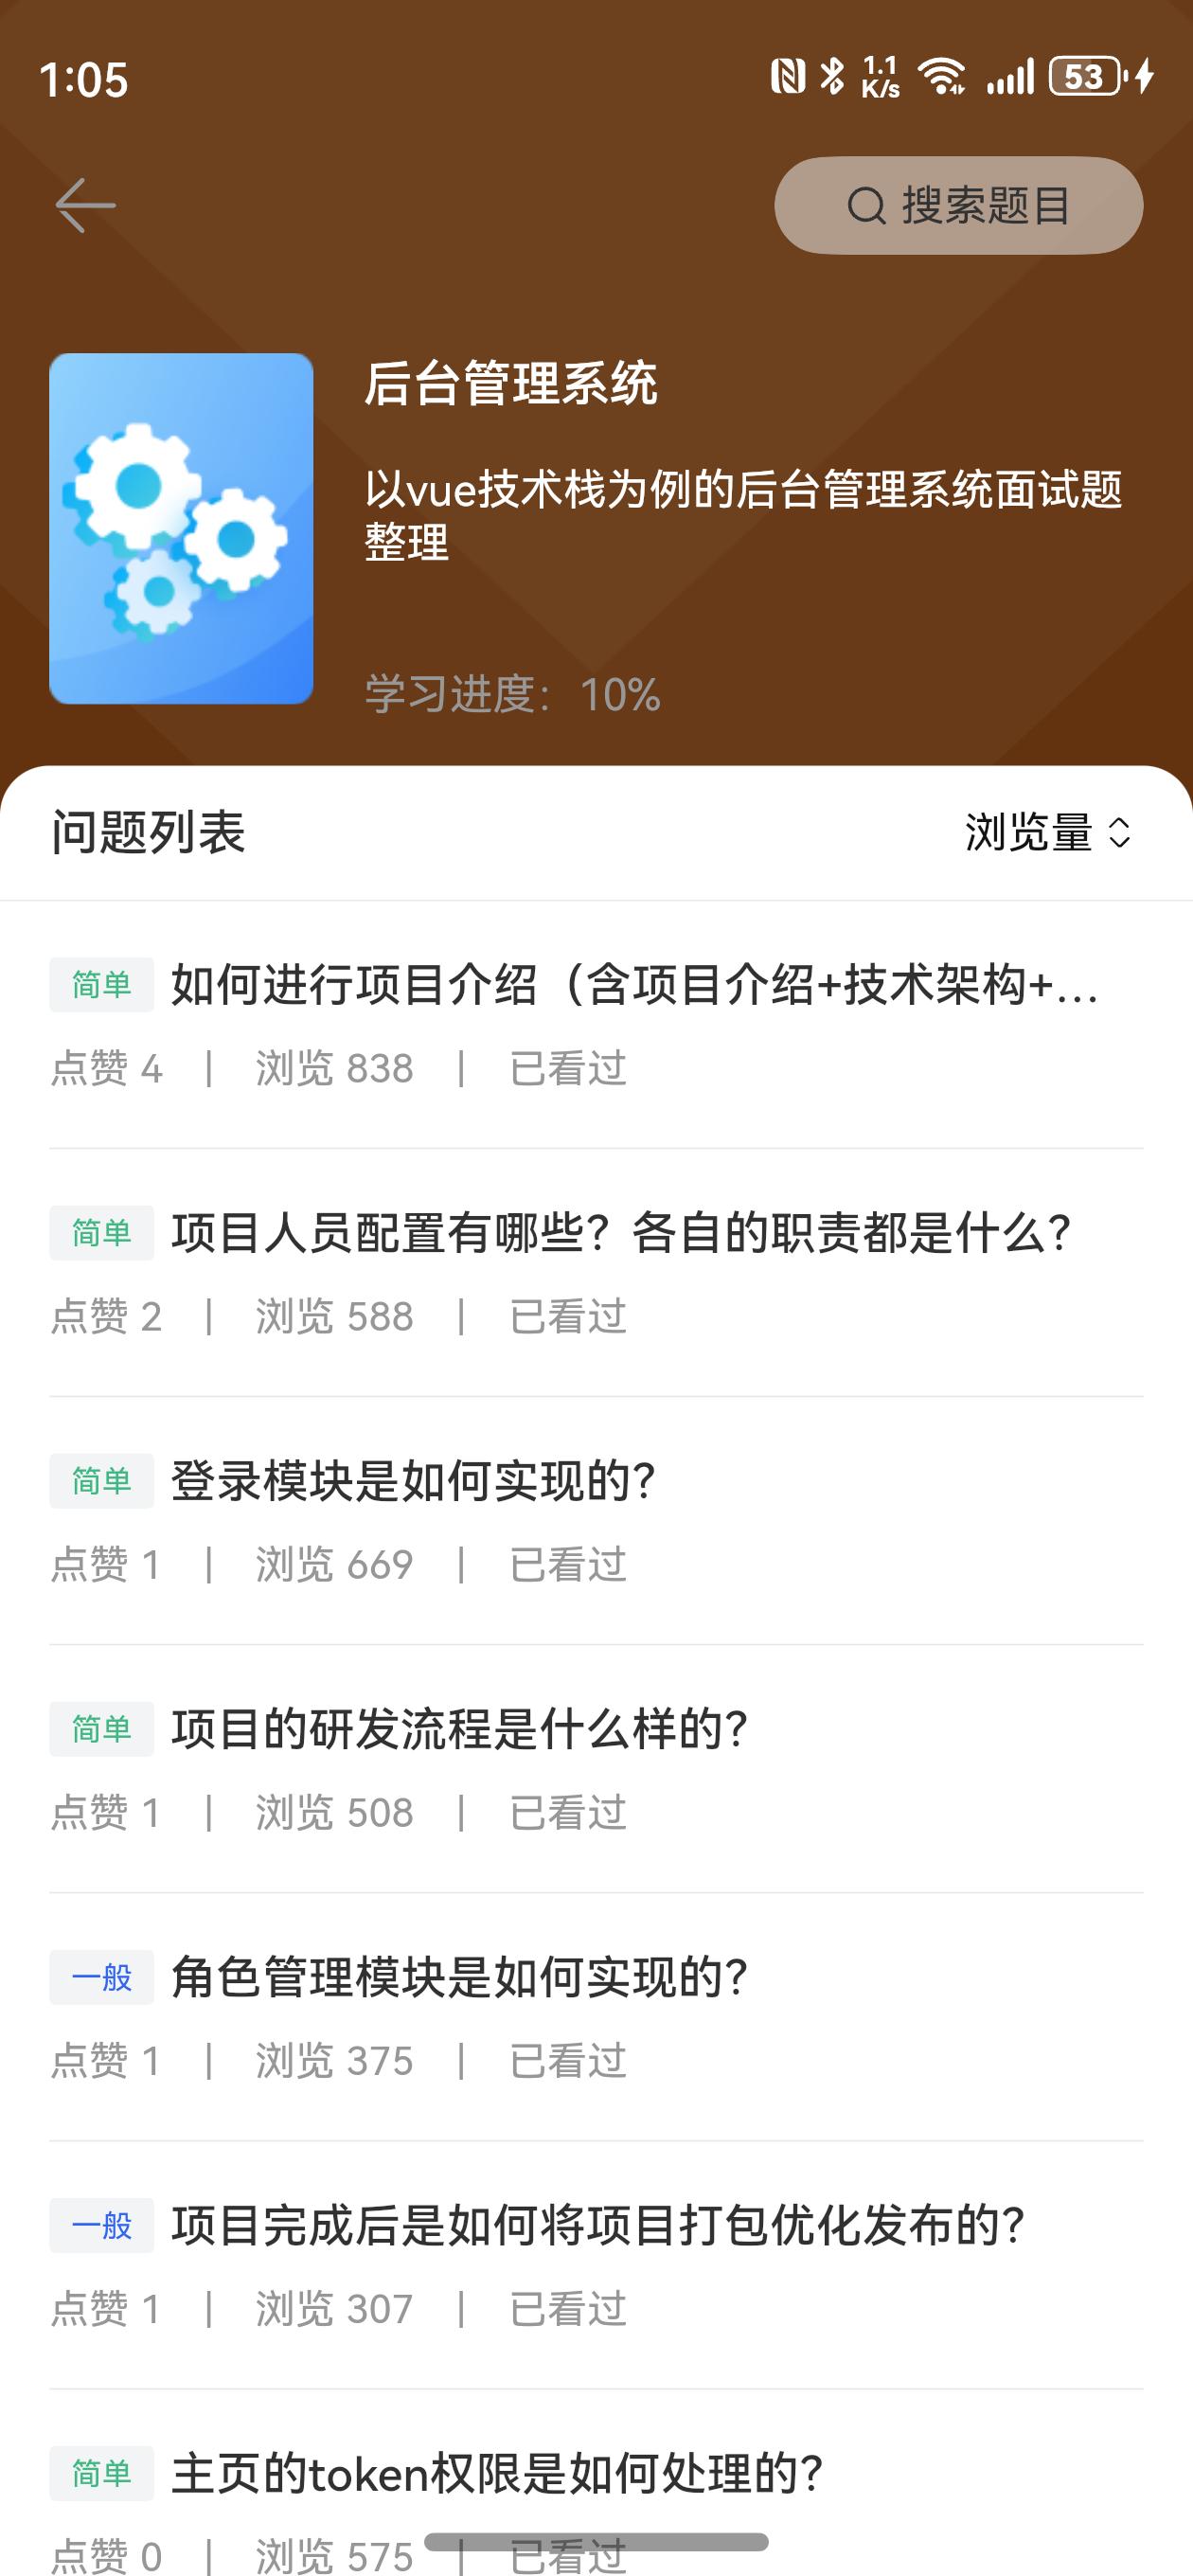 1:05
1.1 K/s
53
搜索题目
后台管理系统
以vue技术栈为例的后台管理系统面试题
整理
学习进度：10%
问题列表
浏览量
简单 如何进行项目介绍（含项目介绍+技术架构+...
点赞 4 | 浏览 838 | 已看过
简单 项目人员配置有哪些？各自的职责都是什么？
点赞 2 | 浏览 588 | 已看过
简单 登录模块是如何实现的？
点赞 1 | 浏览 669 | 已看过
简单 项目的研发流程是什么样的？
点赞 1 | 浏览 508 | 已看过
一般 角色管理模块是如何实现的？
点赞 1 | 浏览 375 | 已看过
一般 项目完成后是如何将项目打包优化发布的？
点赞 1 | 浏览 307 | 已看过
简单 主页的token权限是如何处理的？
点赞 0 | 浏览 575 | 已看过